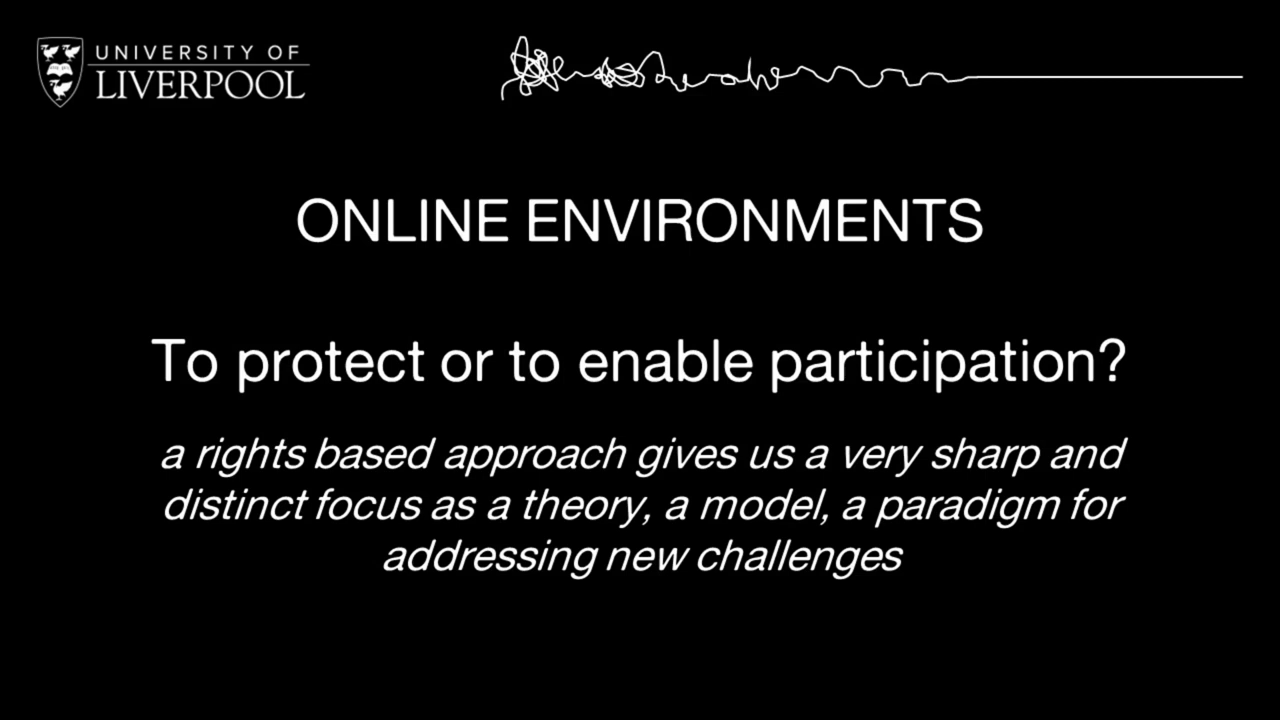 UNIVERSITY OF
LIVERPOOL
ONLINE ENVIRONMENTS
To protect or to enable participation?
a rights based approach gives us a very sharp and
distinct focus as a theory, a model, a paradigm for
addressing new challenges